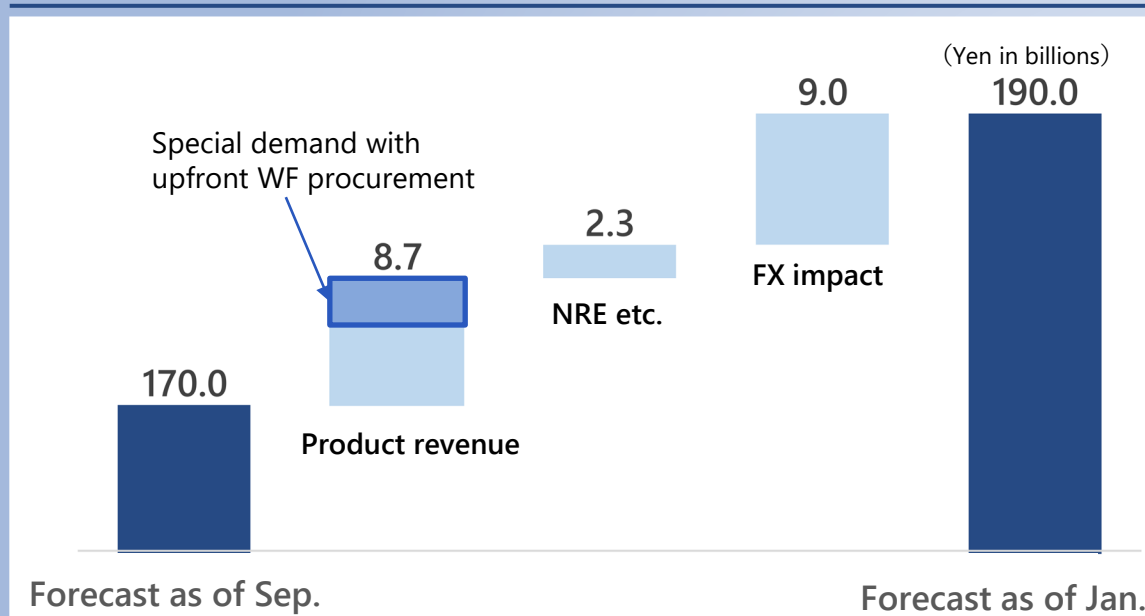 （Yen in billions）
9.0
190.0
Special demand with
upfront WF procurement
2.3
8.7
FX impact
NRE etc.
170.0
Product revenue
Forecast as of Sep.
Forecast as of Jan.